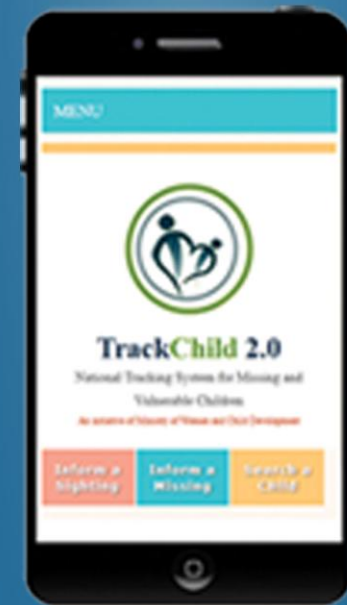 MENU
TrackChild 2.0
National Tracking System for Missing and
Vulnerable Children
An initiative of Ministry of Women and Child Development
Inform a
Sighting
Inform a
Missing
Search a
Child